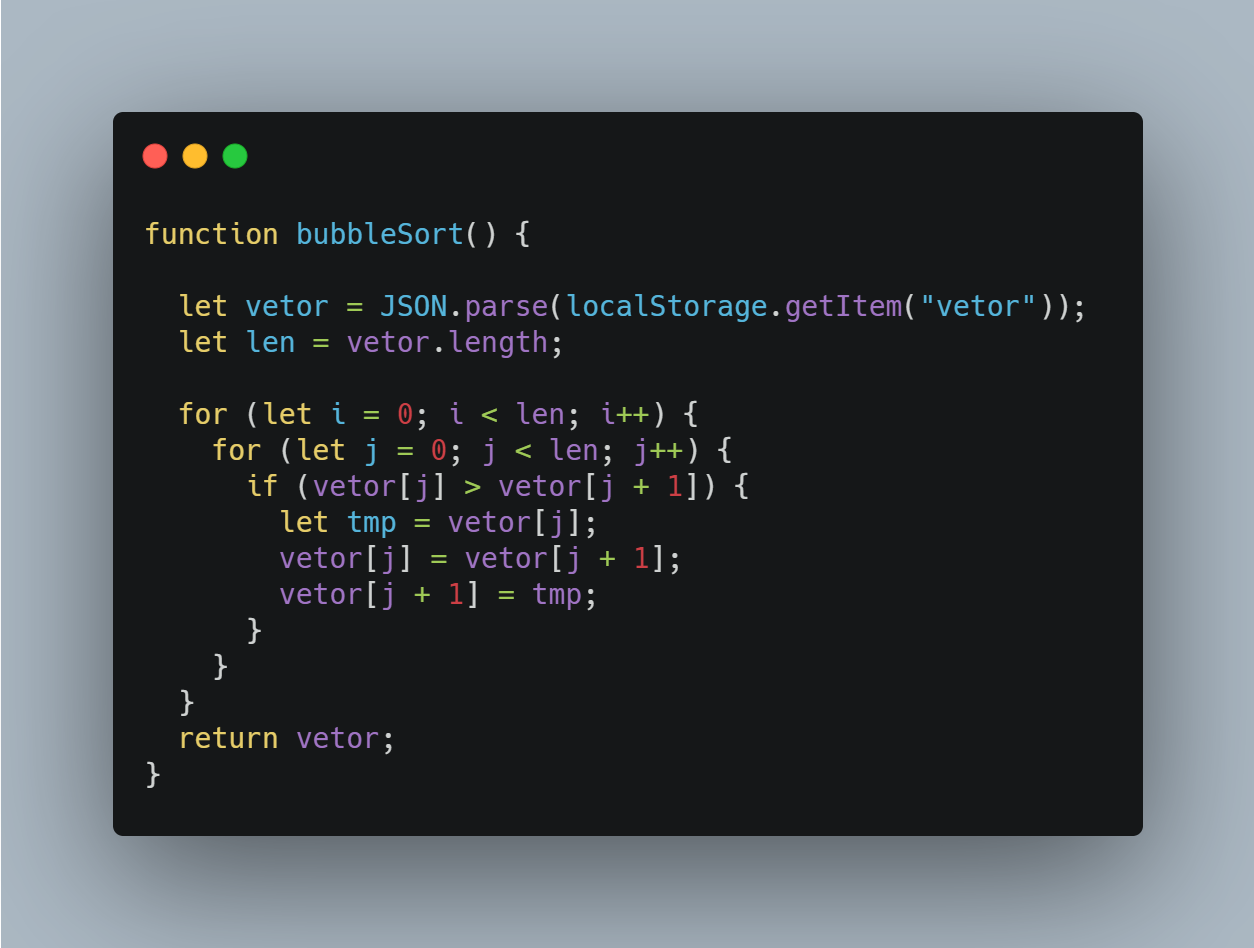 function bubbleSort() {
  let vetor = JSON.parse(localStorage.getItem("vetor"));
  let len = vetor.length;
  for (let i = 0; i < len; i++) {
    for (let j = 0; j < len; j++) {
      if (vetor[j] > vetor[j + 1]) {
        let tmp = vetor[j];
        vetor[j] = vetor[j + 1];
        vetor[j + 1] = tmp;
      }
    }
  }
  return vetor;
}